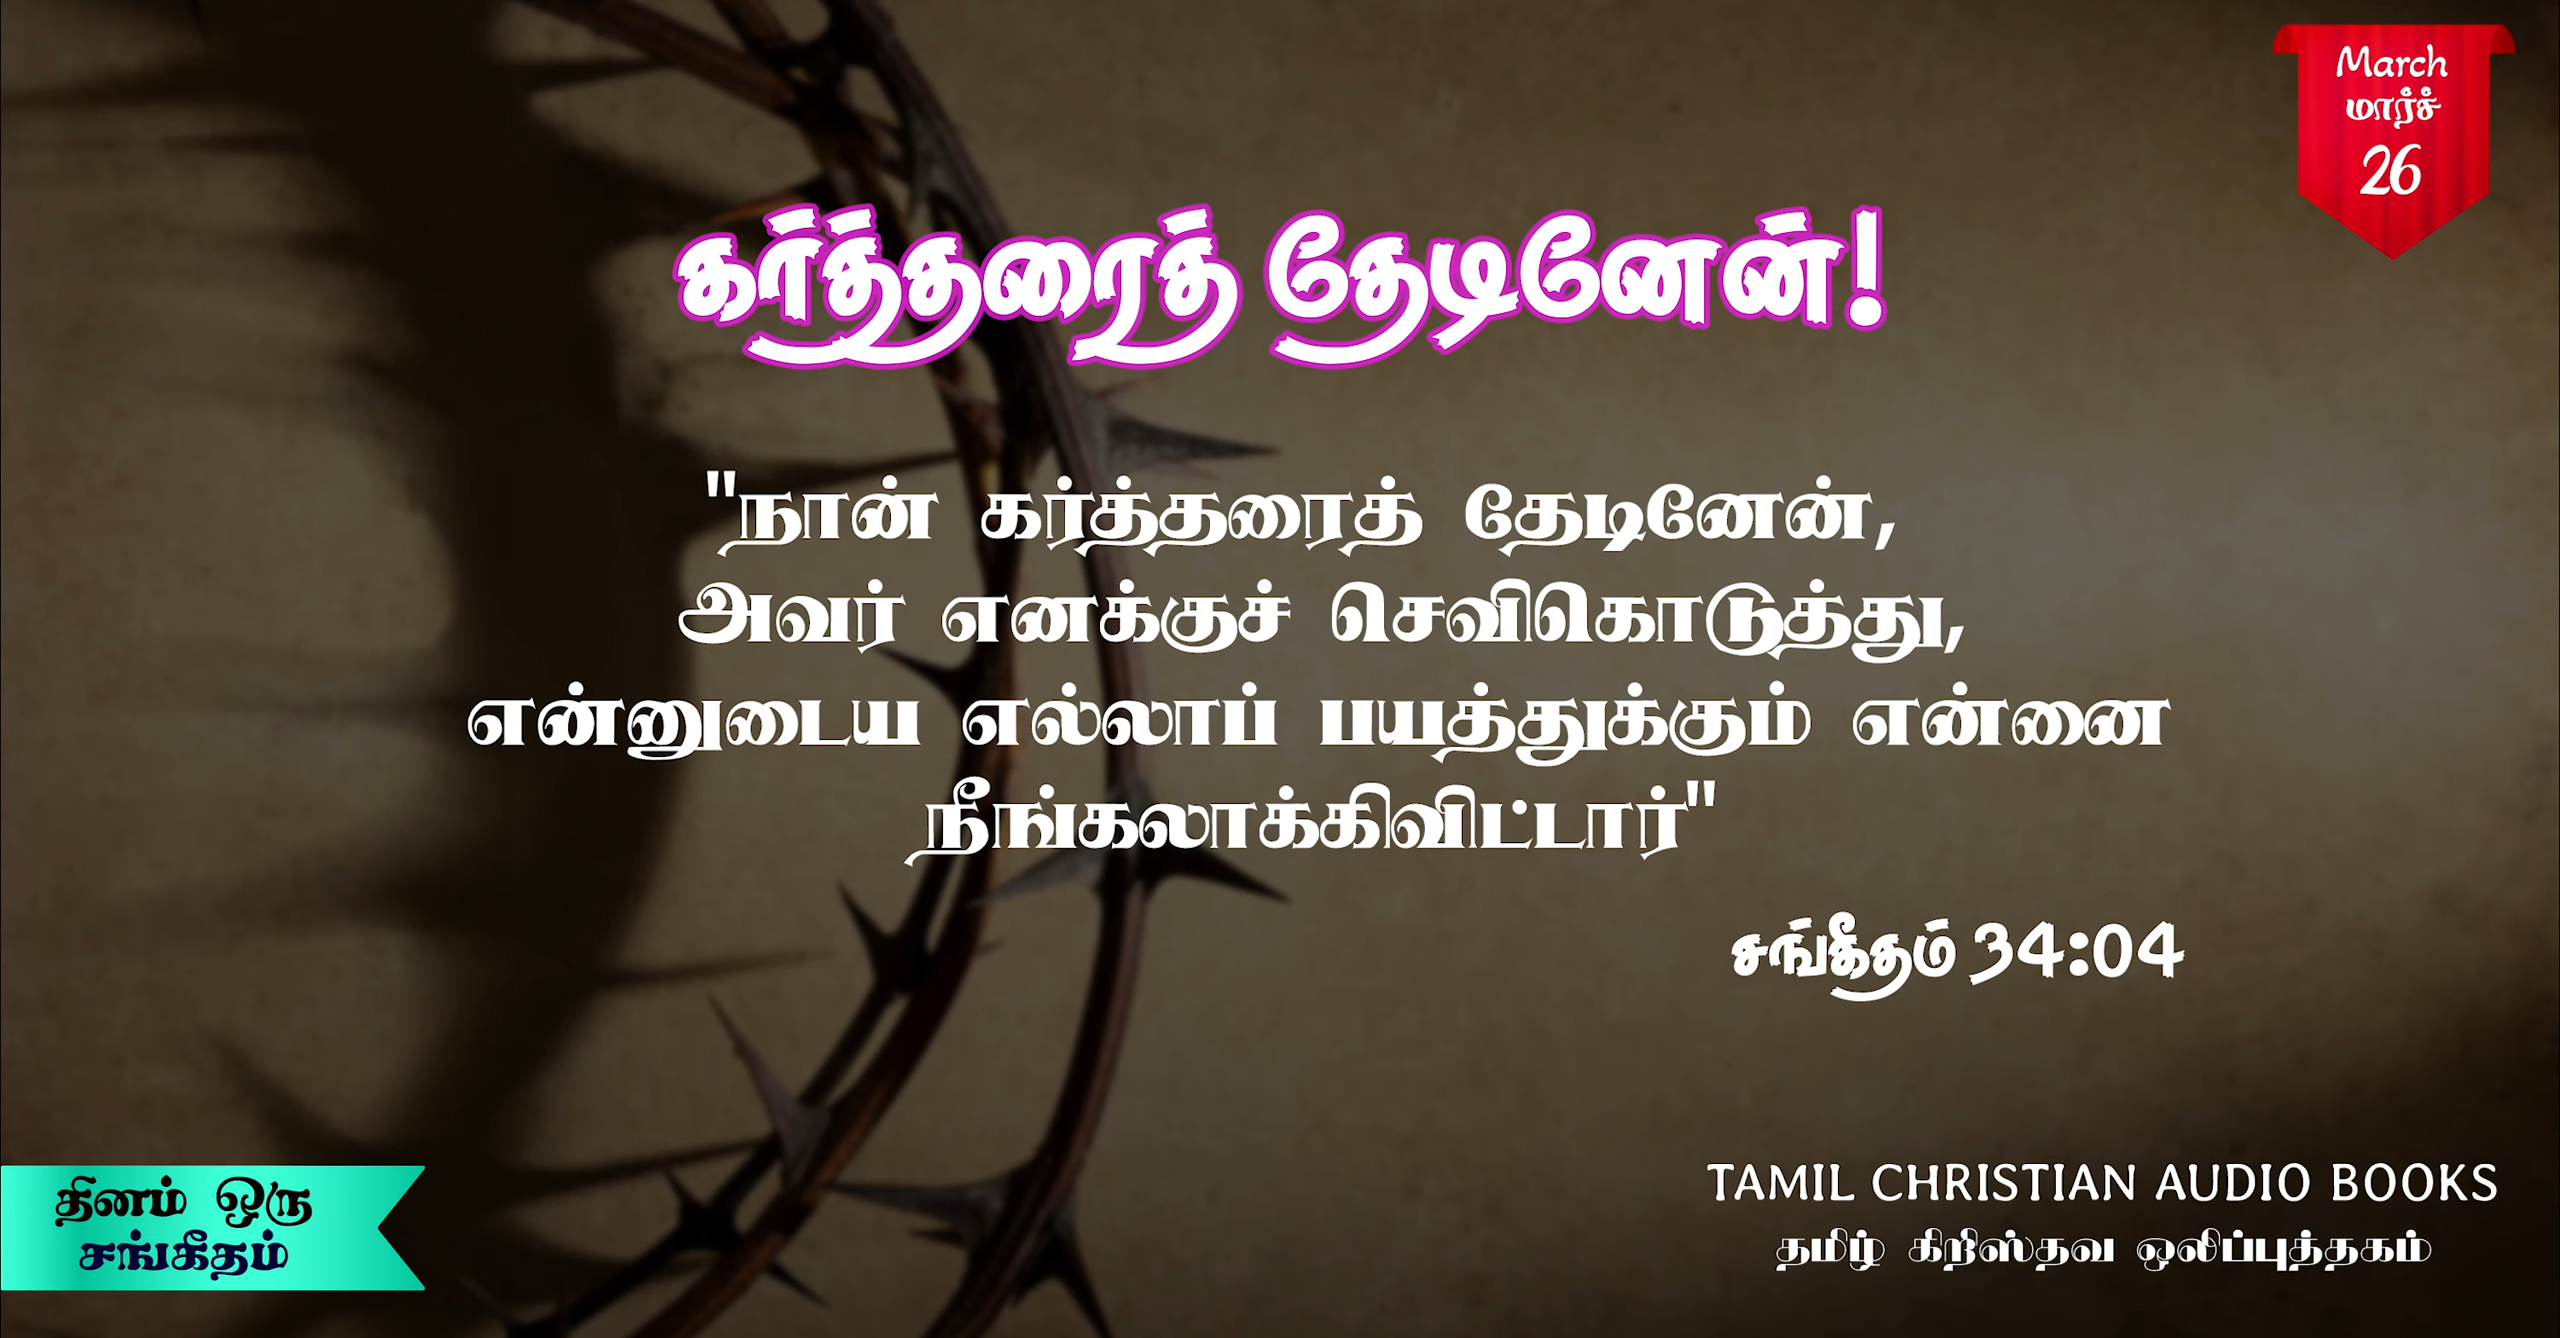 March
மார்ச்
26
கர்த்தரைத் தேடினேன்!
"நான் கர்த்தரைத் தேடினேன்,
அவர் எனக்குச் செவிகொடுத்து,
என்னுடைய எல்லாப் பயத்துக்கும் என்னை
நீங்கலாக்கிவிட்டார்"
சங்கீதம் 34:04
தினம் ஒரு
சங்கீதம்
TAMIL CHRISTIAN AUDIO BOOKS
தமிழ் கிறிஸ்தவ ஒலிப்புத்தகம்